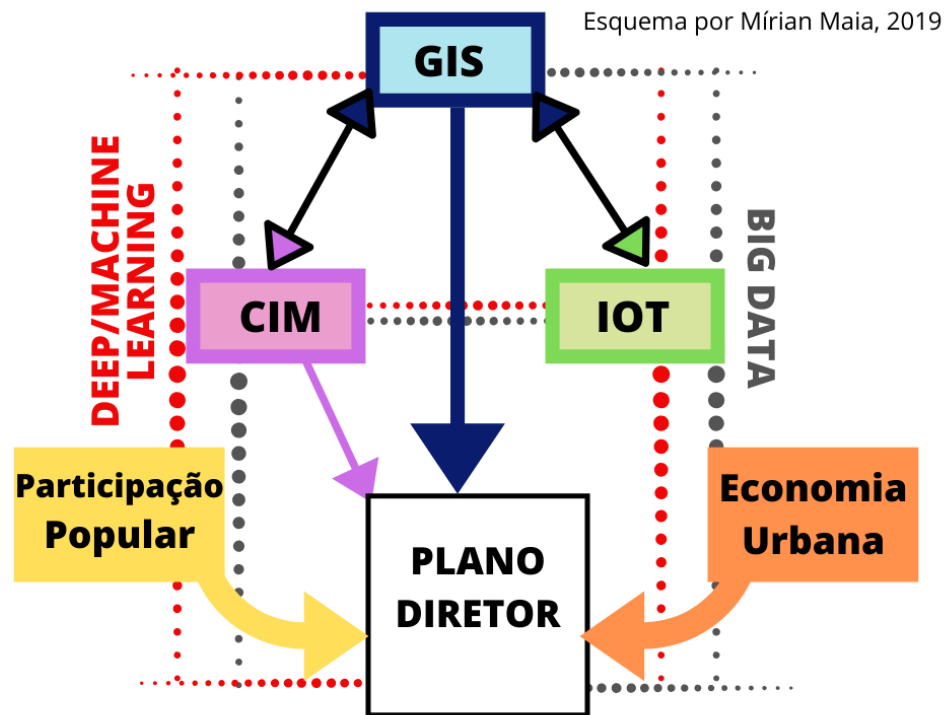 Esquema por Mírian Maia, 2019
GIS
DEEP/MACHINE
LEARNING
BIG DATA
CIM
IOT
Participação
Popular
Economia
Urbana
PLANO
DIRETOR